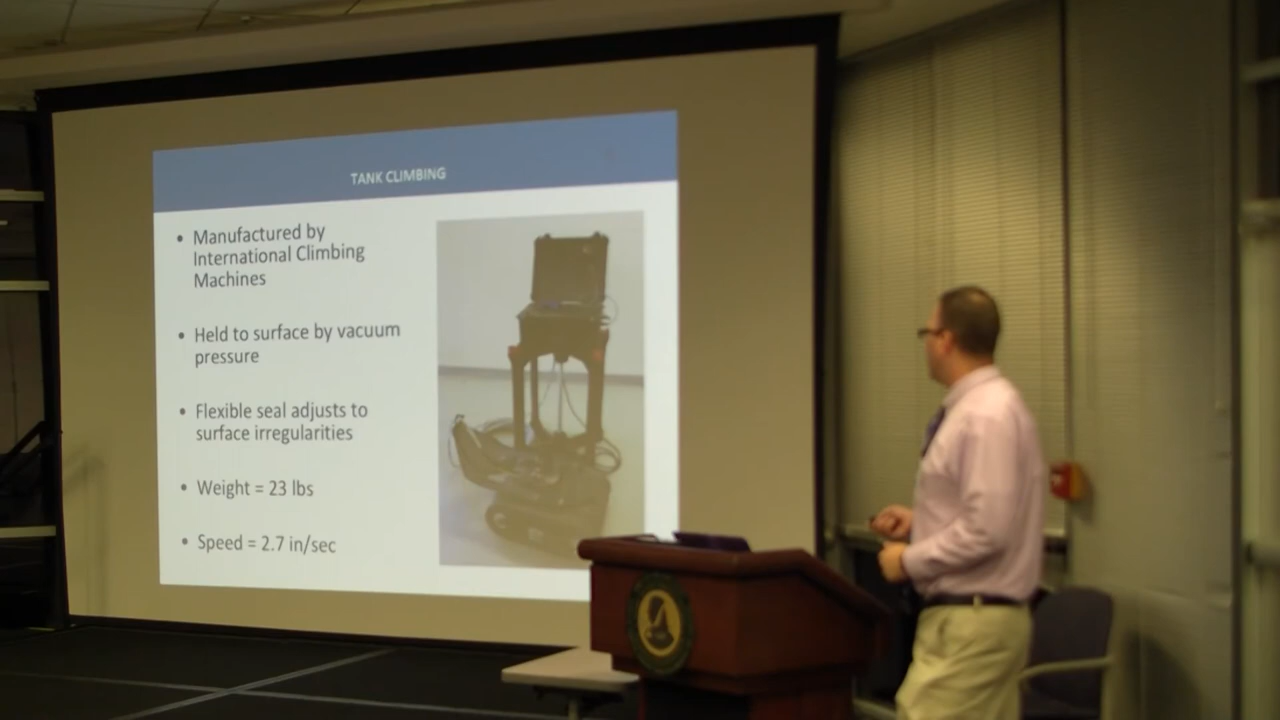 TANK CLIMBING
• Manufactured by
International Climbing
Machines
• Held to surface by vacuum
pressure
• Flexible seal adjusts to
surface irregularities
• Weight = 23 lbs
• Speed = 2.7 in/sec